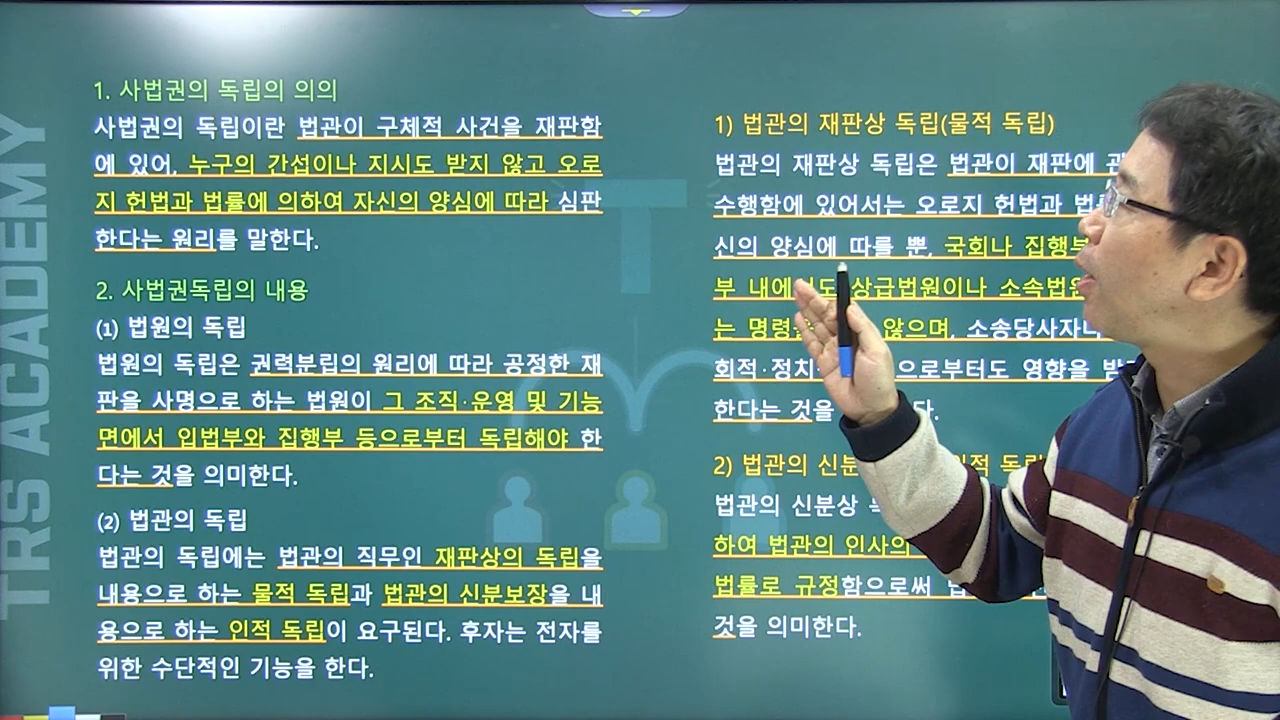 TRS ACADEMY
1. 사법권의 독립의 의의
사법권의 독립이란 법관이 구체적 사건을 재판함
에 있어, 누구의 간섭이나 지시도 받지 않고 오로
지 헌법과 법률에 의하여 자신의 양심에 따라 심판
한다는 원리를 말한다.
2. 사법권독립의 내용
(1) 법원의 독립
법원의 독립은 권력분립의 원리에 따라 공정한 재
판을 사명으로 하는 법원이 그 조직·운영 및 기능
면에서 입법부와 집행부 등으로부터 독립해야 한
다는 것을 의미한다.
(2) 법관의 독립
법관의 독립에는 법관의 직무인 재판상의 독립을
내용으로 하는 물적 독립과 법관의 신분보장을 내
용으로 하는 인적 독립이 요구된다. 후자는 전자를
위한 수단적인 기능을 한다.
1) 법관의 재판상 독립(물적 독립)
법관의 재판상 독립은 법관이 재판에
수행함에 있어서는 오로지 헌법과
신의 양심에 따를 뿐, 국회나 집행부
부 내에 상급법원이나
는 않으며, 소송당사자나
회적·정치 으로부터도 영향을
한다는 것을
2) 법관의 독립
법관의 신분상
하여 법관의 인사의
법률로 규정함으로써
것을 의미한다.